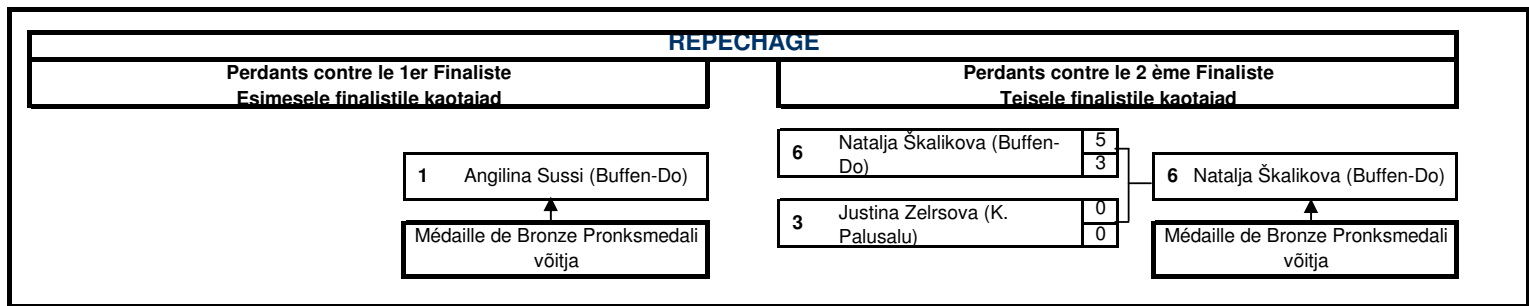 REPECHAGE
Perdants contre le 1er Finaliste
Esimesele finalistile kaotajad
Perdants contre le 2 ème Finaliste
Teisele finalistile kaotajad
6 Natalja Škalikova (Buffen-
Do) 5
3
1 Angilina Sussi (Buffen-Do)
6 Natalja Škalikova (Buffen-Do)
3 Justina Zelrsova (K.
Palusalu) 0
0
Médaille de Bronze Pronksmedali
võitja
Médaille de Bronze Pronksmedali
võitja